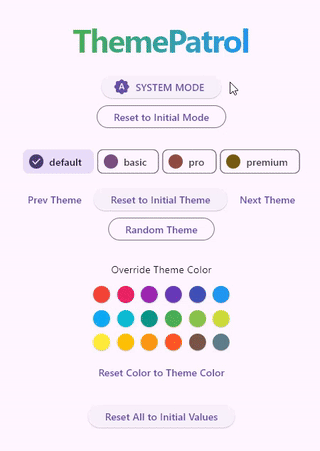 ThemePatrol
A SYSTEM MODE
Reset to Initial Mode
default basic pro premium
Prev Theme Reset to Initial Theme Next Theme
Random Theme
Override Theme Color
Reset Color to Theme Color
Reset All to Initial Values